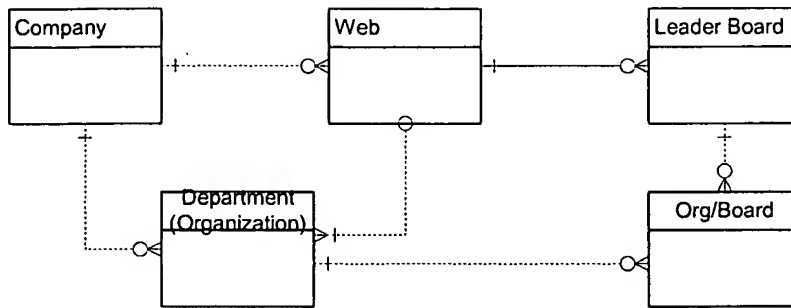 Company
Web
Leader Board
Department
(Organization)
Org/Board